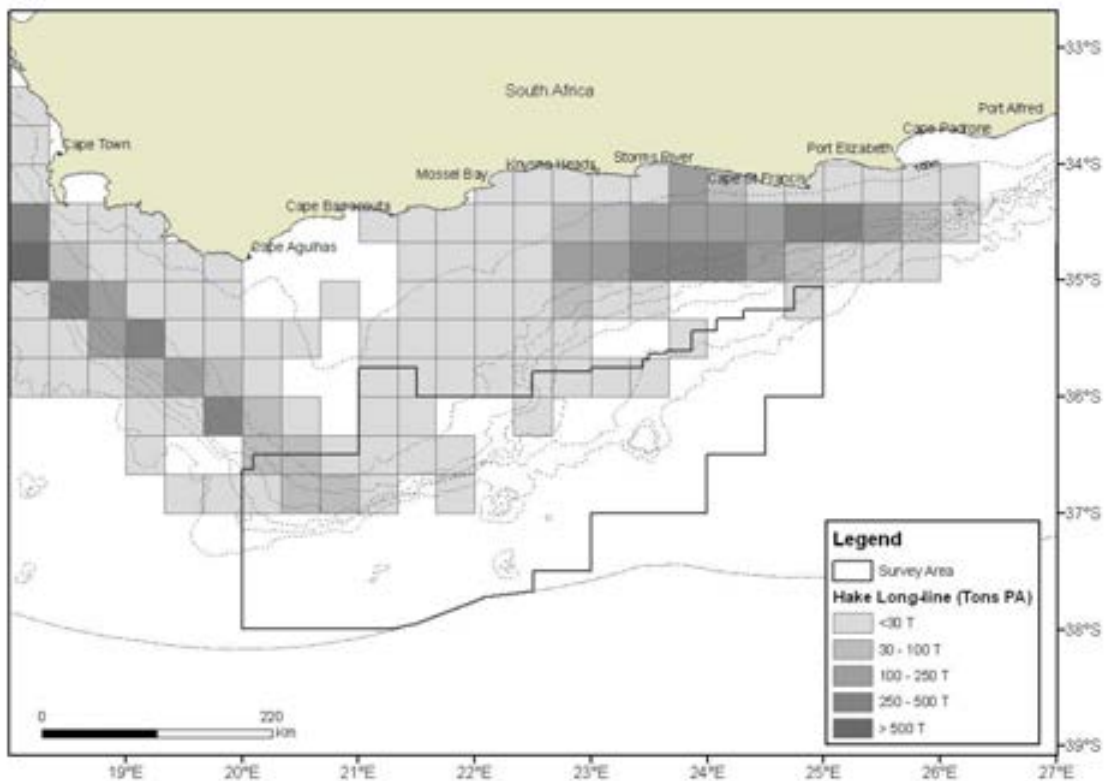 33°S
South Africa
Port Alfred
Cape Padrone
Cape Town
Port Elizabeth
Storms River
Knysna Heads
34°S
Mossel Bay
Cape St Francis
Cape Barracouta
Cape Agulhas
35°S
36°S
37°S
Legend
Survey Area
Hake Long-line (Tons PA)
<30 T
30 - 100 T
100 - 250 T
250 - 500 T
> 500 T
38°S
0 220
Km
39°S
19°E 20°E 21°E 22°E 23°E 24°E 25°E 26°E 27°E